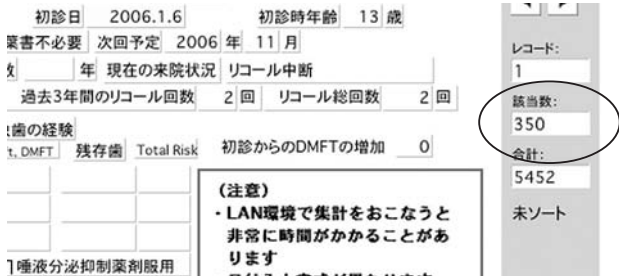 初診日 2006.1.6 初診時年齢 13 歳
葉書不必要 次回予定 2006 年 11 月
年 現在の来院状況 リコール中断
過去3年間のリコール回数 2 回 リコール総回数 2 回
歯の経験
DMFT 残存歯 Total Risk 初診からのDMFTの増加 0
(注意)
・LAN環境で集計をおこなうと
非常に時間がかかることがあ
ります
唾液分泌抑制薬剤服用
レコード:
1
該当数:
350
合計:
5452
未ソート